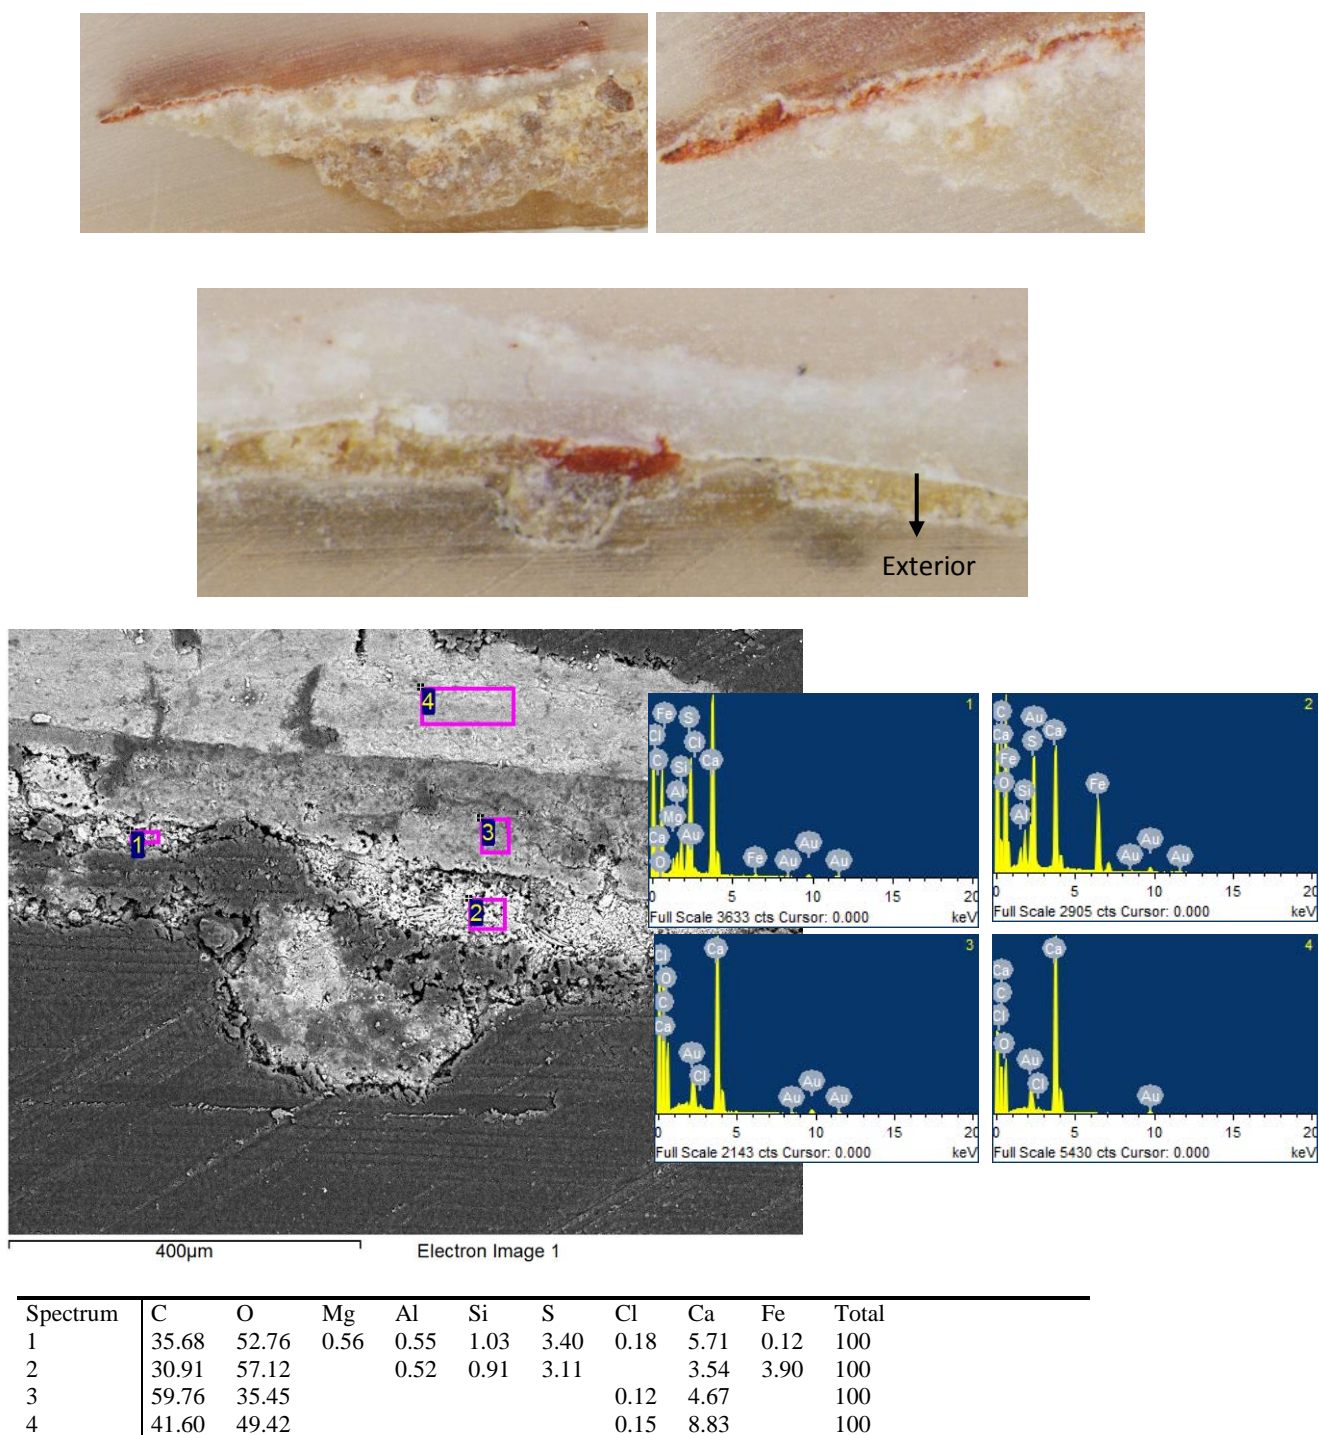 Exterior
4
3
1
2
1
Fe
S
Cl
Cl
C
Si
Ca
Al
Mg
Ca
Au
O
Fe
Au
Au
Au
0
5
10
15
20
Full Scale 3633 cts Cursor: 0.000
keV
2
C
Au
Ca
S
Ca
Fe
O
Si
Al
Fe
Au
Au
Au
0
5
10
15
20
Full Scale 2905 cts Cursor: 0.000
keV
3
Cl
Ca
O
C
Ca
Au
Cl
Au
Au
Au
0
5
10
15
20
Full Scale 2143 cts Cursor: 0.000
keV
4
Ca
Ca
C
Cl
O
Au
Cl
Au
0
5
10
15
20
Full Scale 5430 cts Cursor: 0.000
keV
400µm
Electron Image 1
Spectrum C O Mg Al Si S Cl Ca Fe Total
1 35.68 52.76 0.56 0.55 1.03 3.40 0.18 5.71 0.12 100
2 30.91 57.12 0.52 0.91 3.11 3.54 3.90 100
3 59.76 35.45 0.12 4.67 100
4 41.60 49.42 0.15 8.83 100